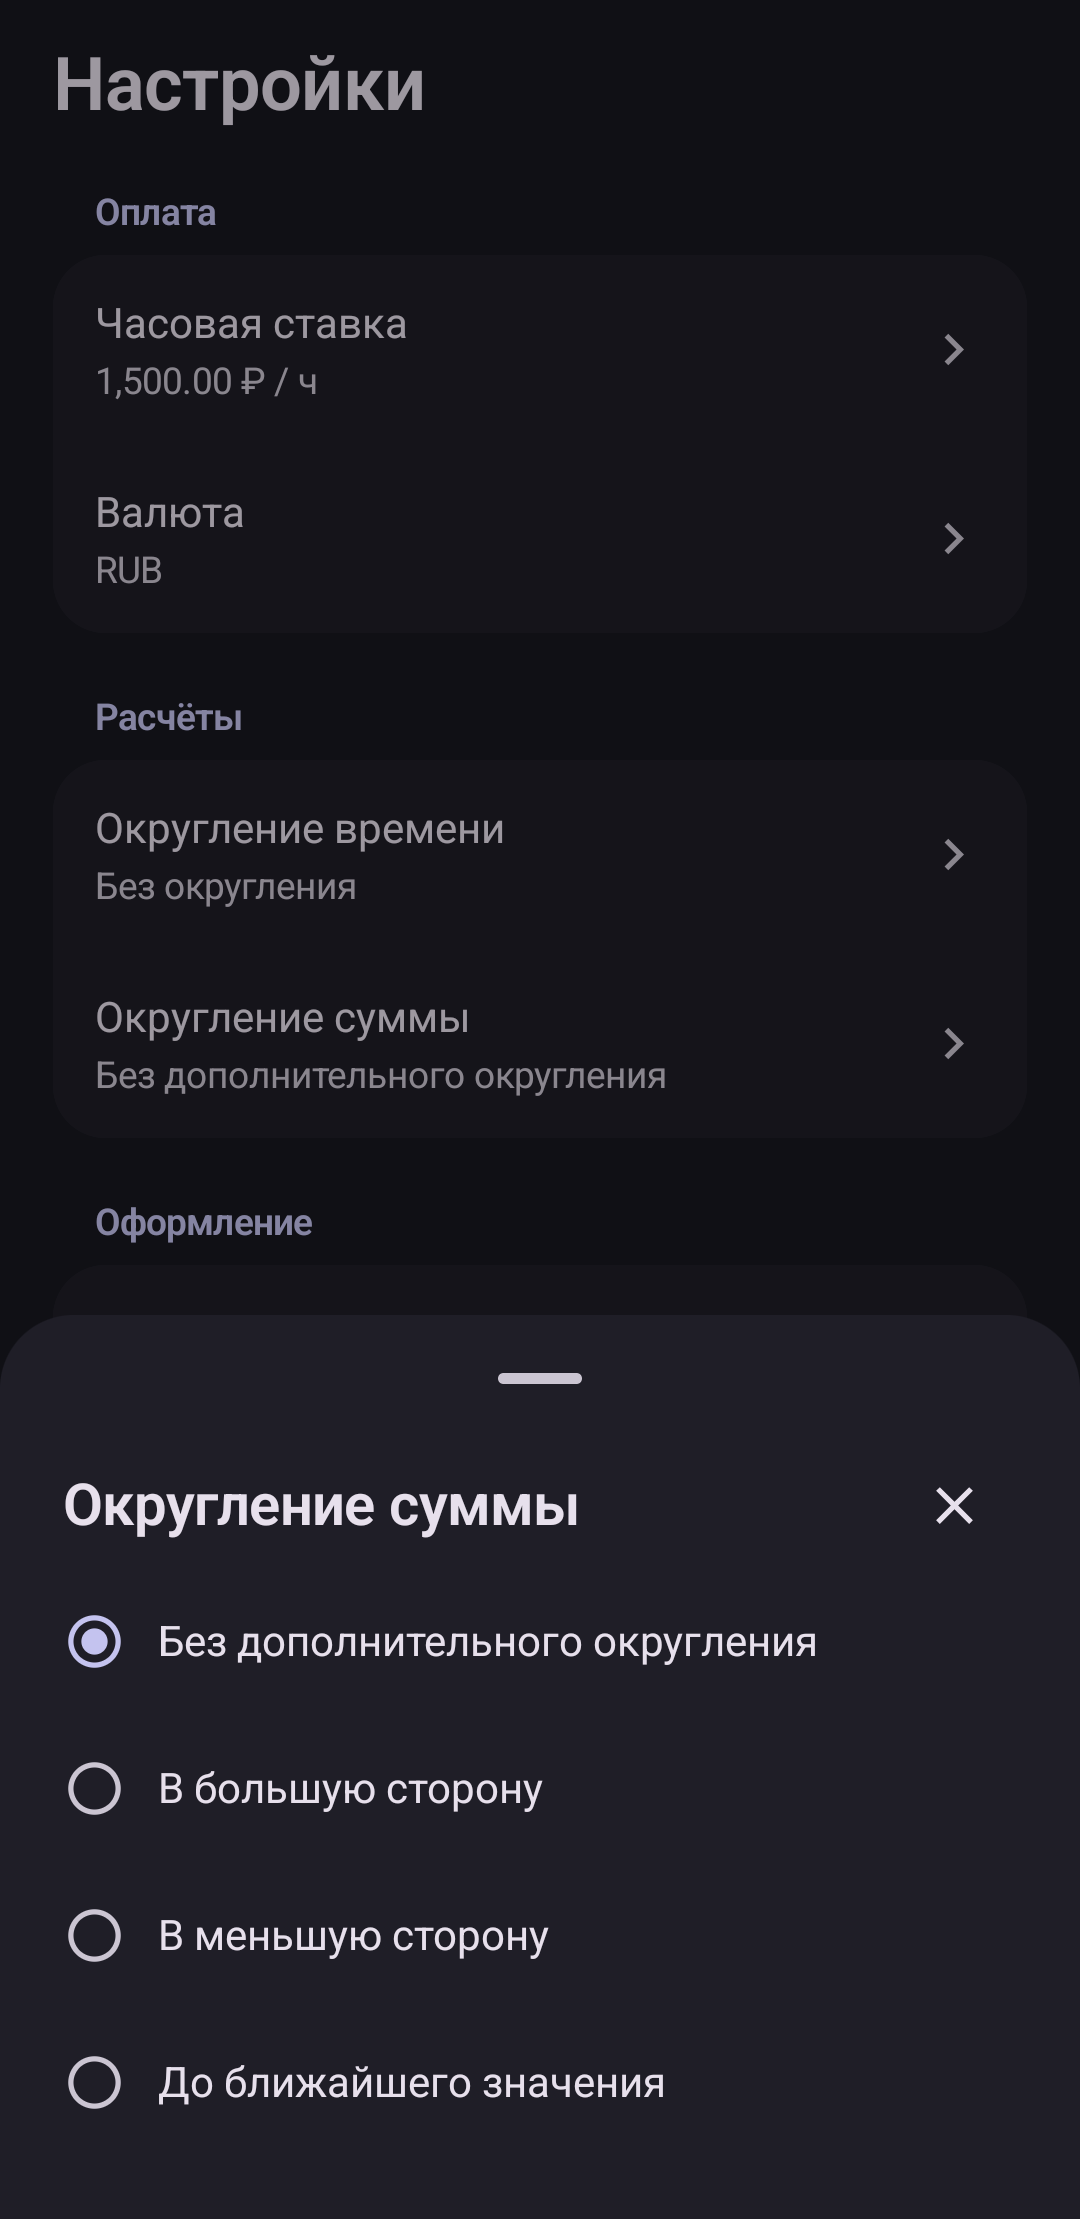 Настройки
Оплата
Часовая ставка
1,500.00 ₽ / ч
Валюта
RUB
Расчёты
Округление времени
Без округления
Округление суммы
Без дополнительного округления
Оформление
Округление суммы
Без дополнительного округления
В большую сторону
В меньшую сторону
До ближайшего значения